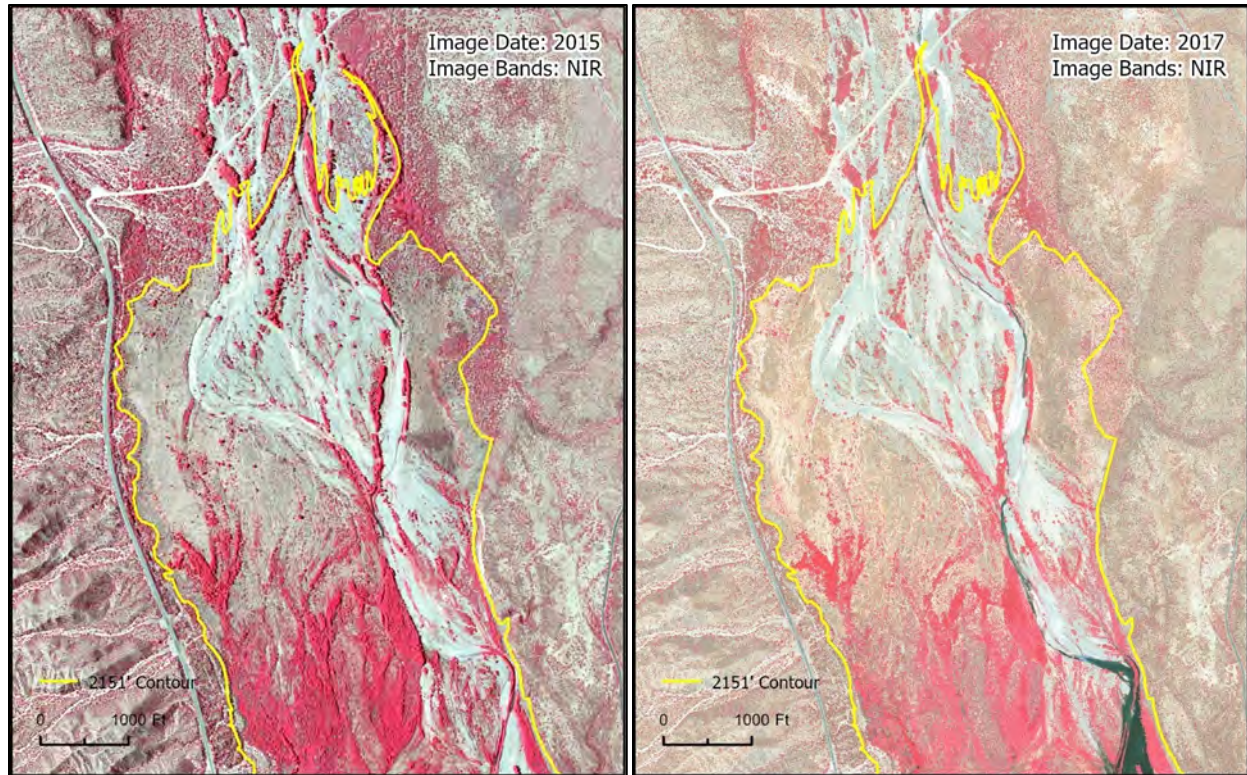 Image Date: 2015
Image Bands: NIR
2151' Contour
0 1000 Ft
Image Date: 2017
Image Bands: NIR
2151' Contour
0 1000 Ft